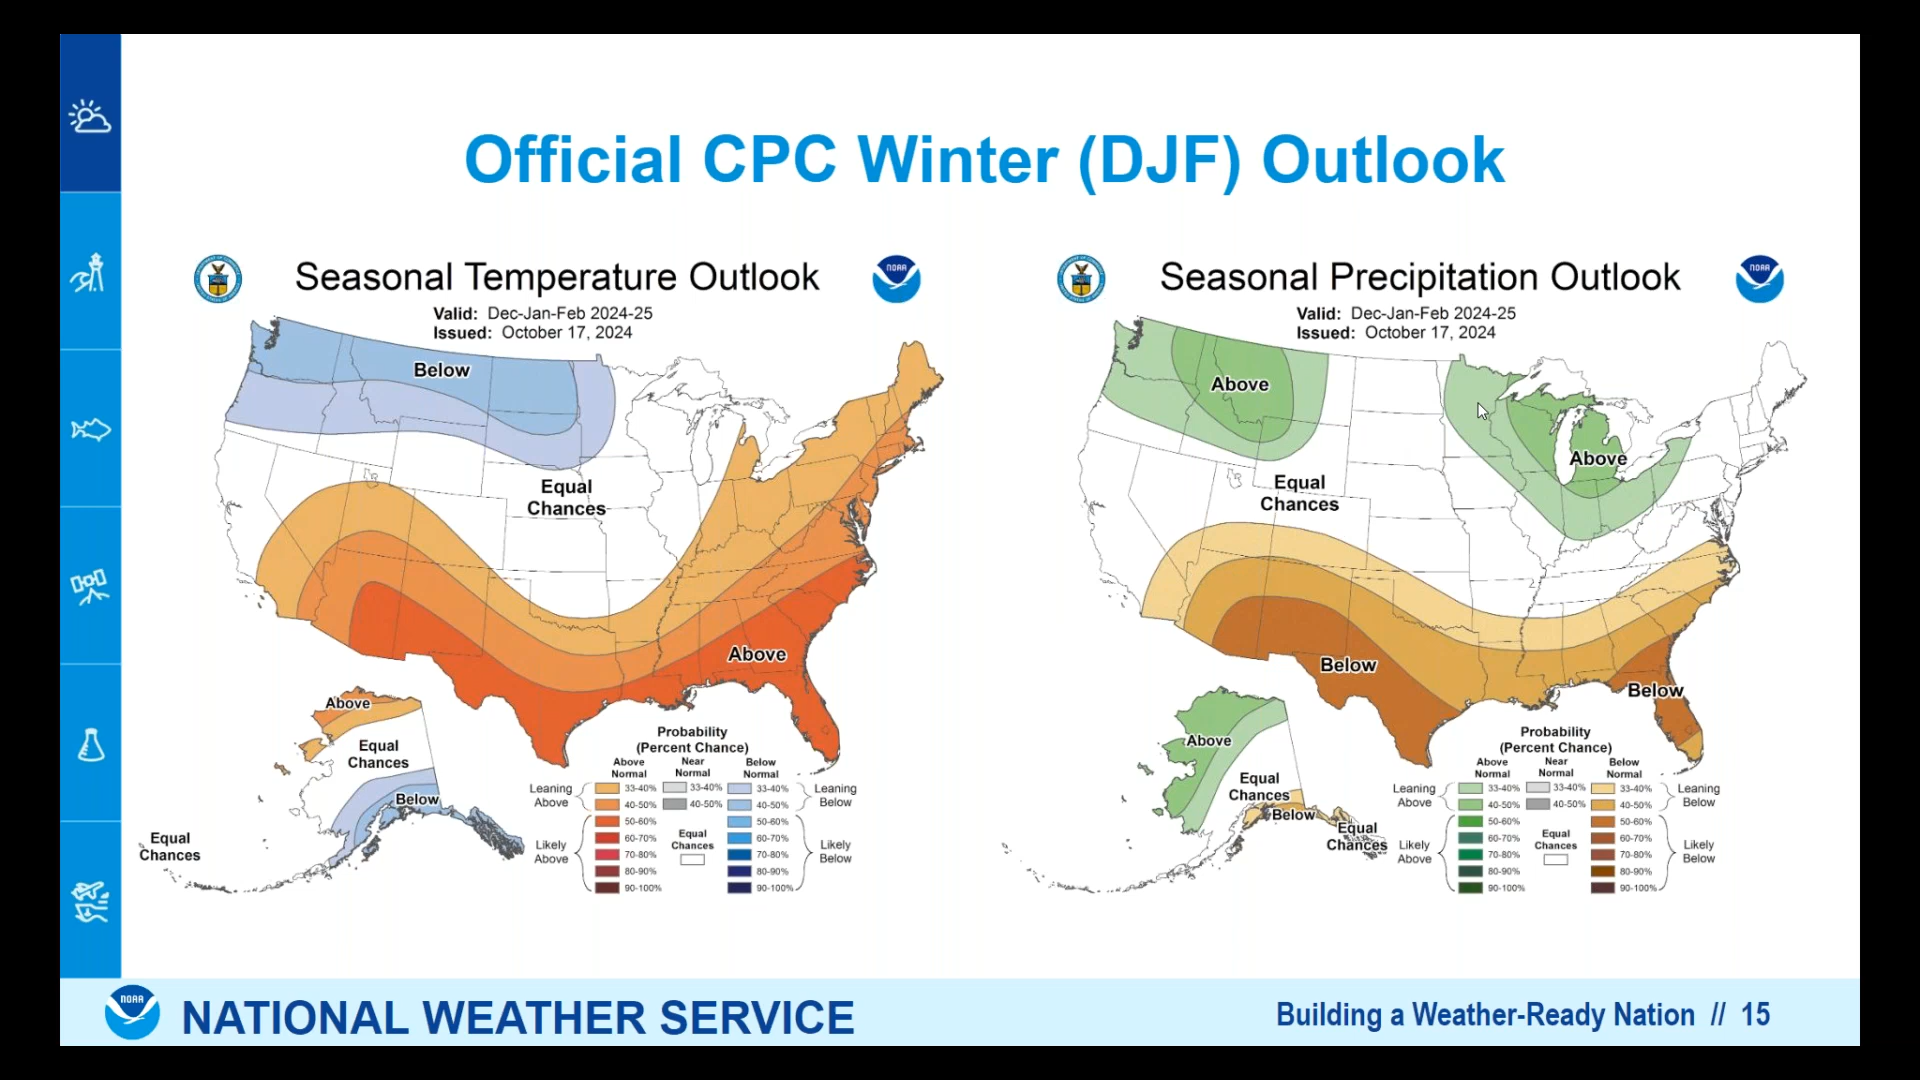 Official CPC Winter (DJF) Outlook
NOAA
Seasonal Temperature Outlook
Valid: Dec-Jan-Feb 2024-25
Issued: October 17, 2024
Below
Equal
Chances
Above
Above
Equal
Chances
Below
Equal
Chances
Probability
(Percent Chance)
Above
Normal
Near
Normal
Below
Normal
Leaning
Above
33-40%
33-40%
33-40%
Leaning
Below
40-50%
40-50%
40-50%
50-60%
50-60%
60-70%
Equal
Chances
60-70%
Likely
Above
70-80%
70-80%
Likely
Below
80-90%
80-90%
90-100%
90-100%
NOAA
Seasonal Precipitation Outlook
Valid: Dec-Jan-Feb 2024-25
Issued: October 17, 2024
Above
Above
Equal
Chances
Below
Below
Above
Equal
Chances
Below
Equal
Chances
Probability
(Percent Chance)
Above
Normal
Near
Normal
Below
Normal
Leaning
Above
33-40%
33-40%
33-40%
Leaning
Below
40-50%
40-50%
40-50%
50-60%
50-60%
60-70%
Equal
Chances
60-70%
Likely
Above
70-80%
70-80%
Likely
Below
80-90%
80-90%
90-100%
90-100%
NOAA
NATIONAL WEATHER SERVICE
Building a Weather-Ready Nation // 15